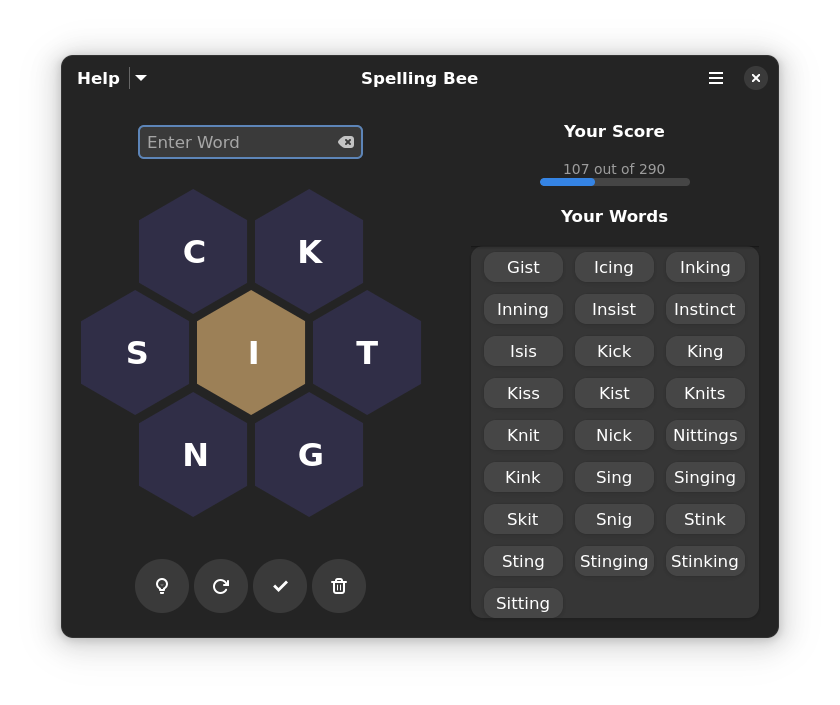 Help
Spelling Bee
Enter Word
C K
S I T
N G
Your Score
107 out of 290
Your Words
Gist Icing Inking
Inning Insist Instinct
Isis Kick King
Kiss Kist Knits
Knit Nick Nittings
Kink Sing Singing
Skit Snig Stink
Sting Stinging Stinking
Sitting